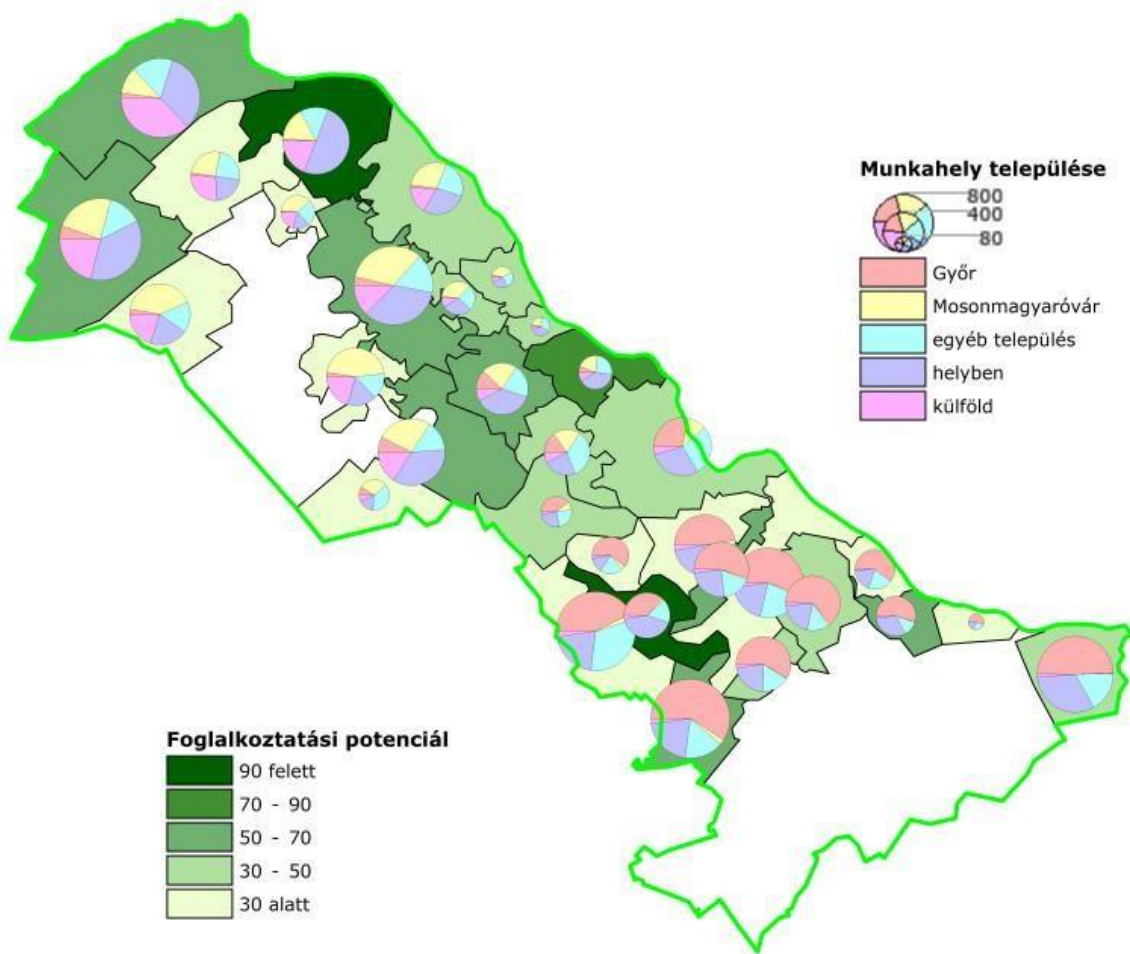 Munkahely települése
800
400
80
Győr
Mosonmagyaróvár
egyéb település
helyben
külföld
Foglalkoztatási potenciál
90 felett
70 - 90
50 - 70
30 - 50
30 alatt